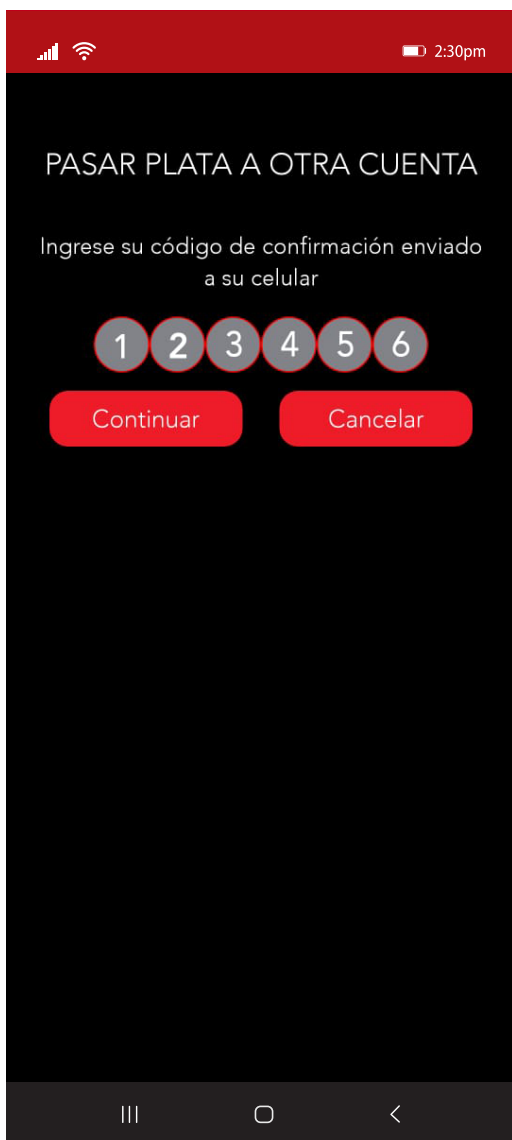 2:30pm
PASAR PLATA A OTRA CUENTA
Ingrese su código de confirmación enviado
a su celular
1 2 3 4 5 6
Continuar Cancelar